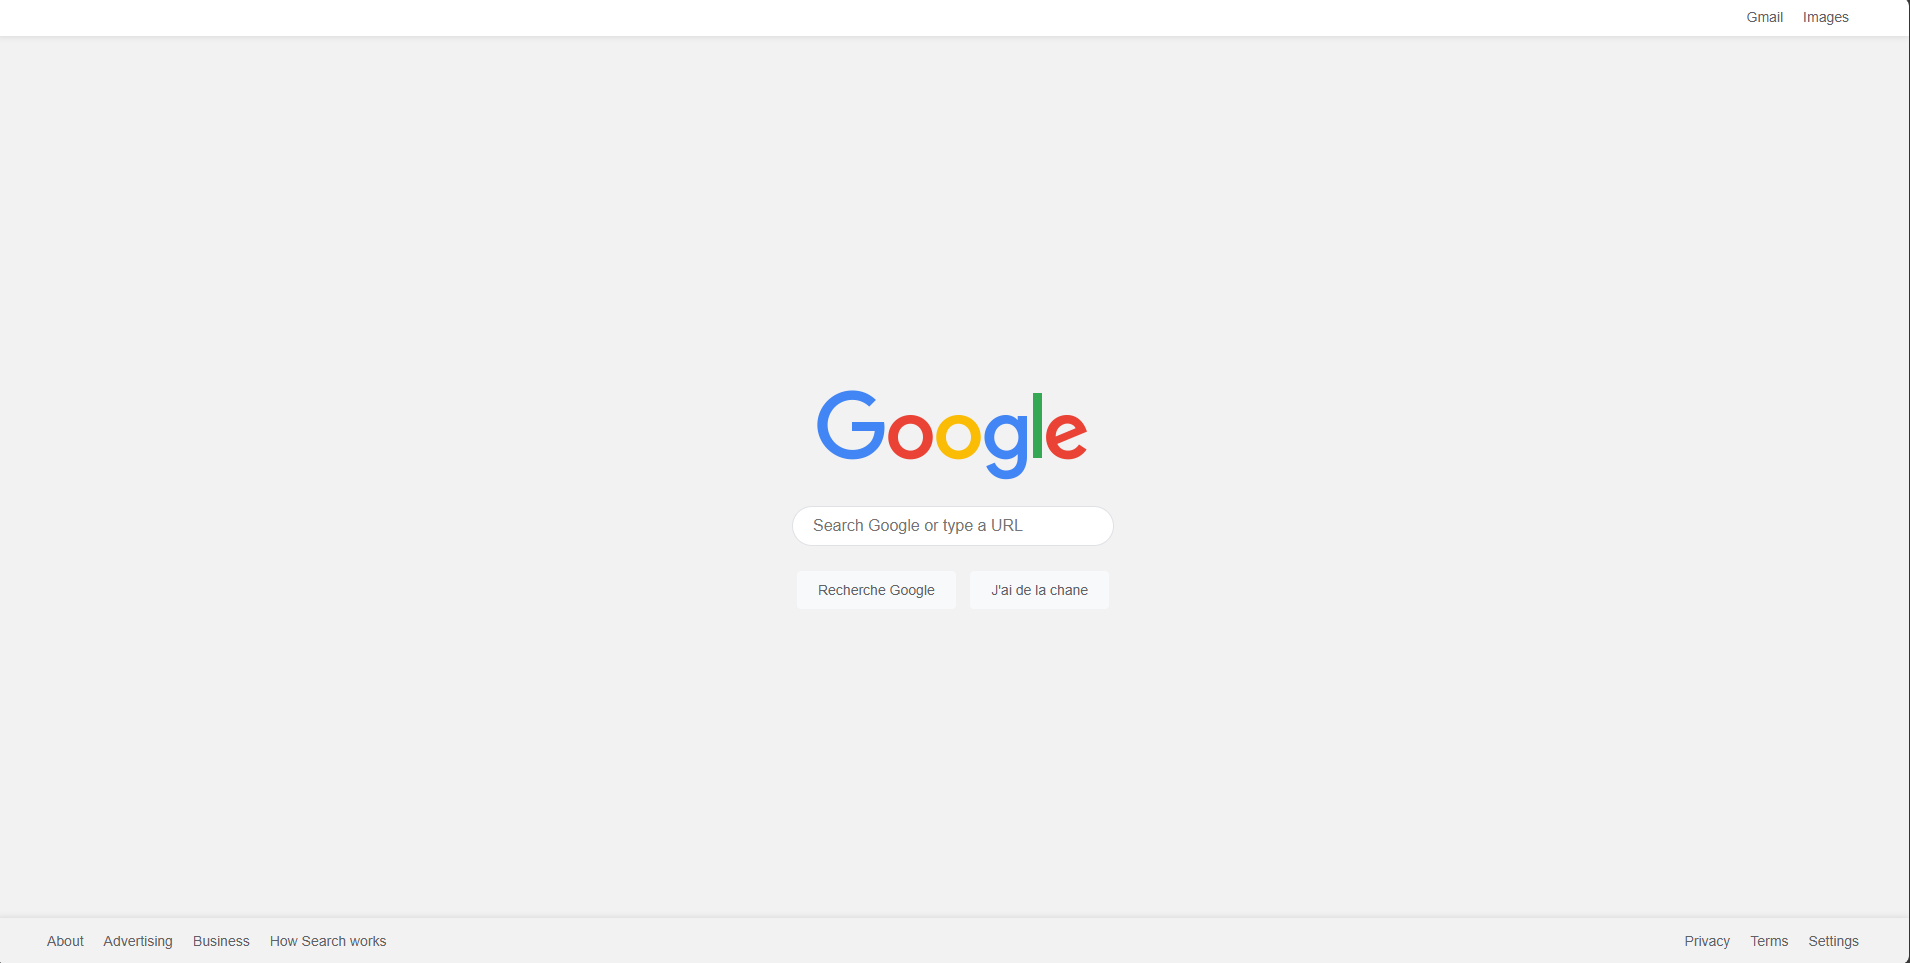 Gmail Images
Google
Search Google or type a URL
Recherche Google J'ai de la chane
About Advertising Business How Search works Privacy Terms Settings